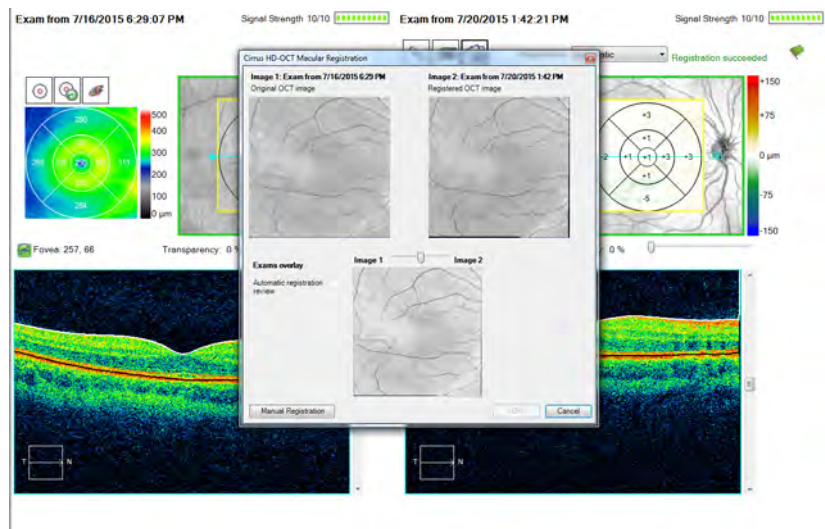 Exam from 7/16/2015 6:29:07 PM
Signal Strength 10/10
Exam from 7/20/2015 1:42:21 PM
Signal Strength 10/10
Cirrus HD-OCT Macular Registration
Registration succeeded
Image 1: Exam from 7/16/2015 6:29 PM
Original OCT image
Image 2: Exam from 7/20/2015 1:42 PM
Registered OCT image
500
400
300
200
100
0 µm
+3
+1
-2 +1 +1 +3 +3
+1
-5
+150
+75
0 µm
-75
-150
Fovea: 257, 66
Transparency: 0 %
0 %
Exams overlay
Image 1
Image 2
Automatic registration
review
Manual Registration
Cancel
T
N
T
N